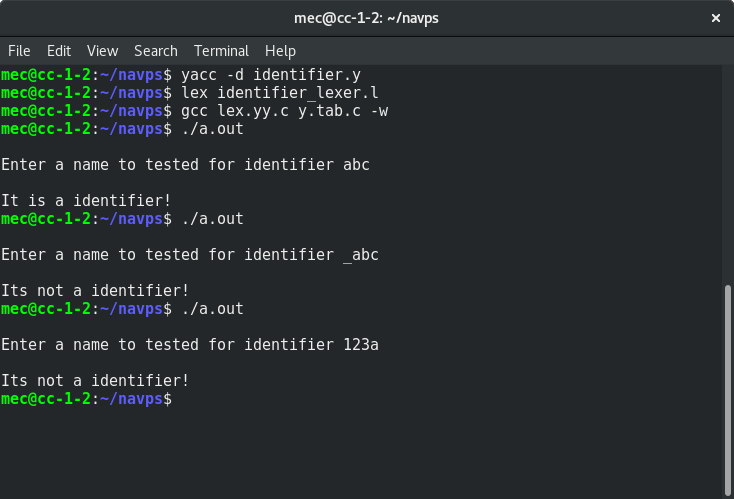 mec@cc-1-2: ~/navps ×
File Edit View Search Terminal Help
mec@cc-1-2:~/navps$ yacc -d identifier.y
mec@cc-1-2:~/navps$ lex identifier_lexer.l
mec@cc-1-2:~/navps$ gcc lex.yy.c y.tab.c -w
mec@cc-1-2:~/navps$ ./a.out
Enter a name to tested for identifier abc
It is a identifier!
mec@cc-1-2:~/navps$ ./a.out
Enter a name to tested for identifier _abc
Its not a identifier!
mec@cc-1-2:~/navps$ ./a.out
Enter a name to tested for identifier 123a
Its not a identifier!
mec@cc-1-2:~/navps$